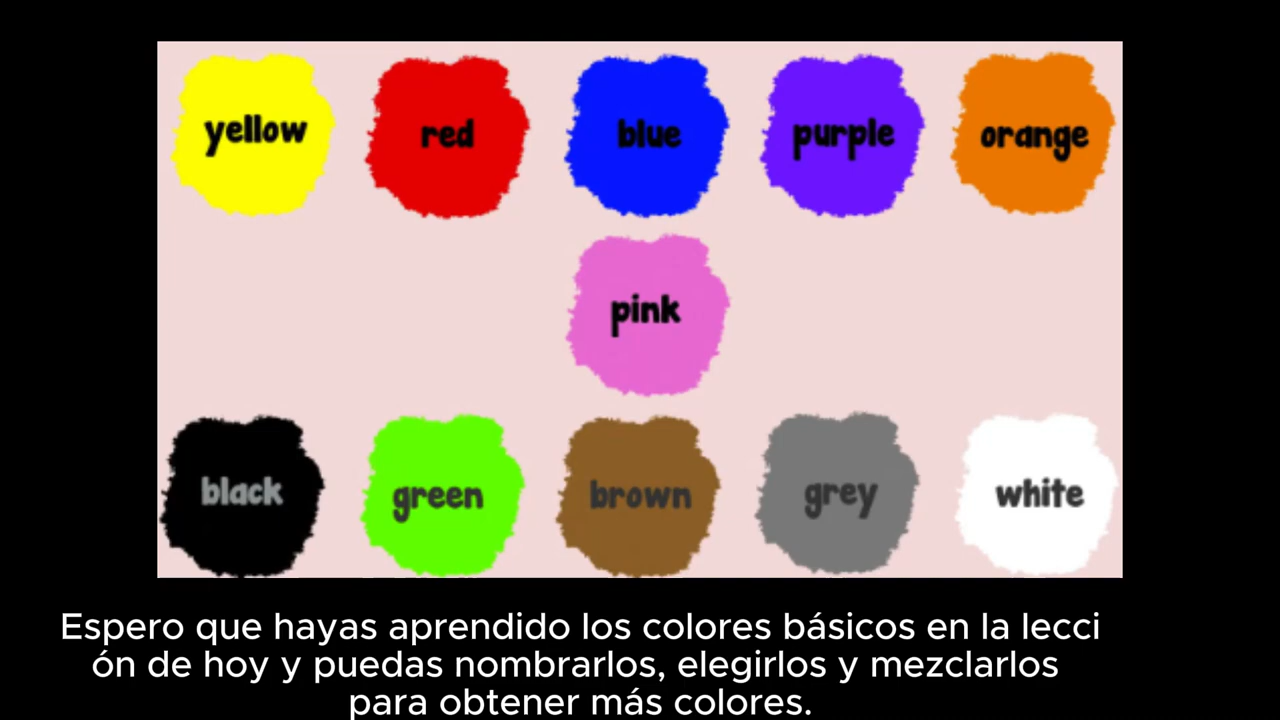 yellow red blue purple orange
pink
black green brown grey white
Espero que hayas aprendido los colores básicos en la lecci
ón de hoy y puedas nombrarlos, elegirlos y mezclarlos
para obtener más colores.